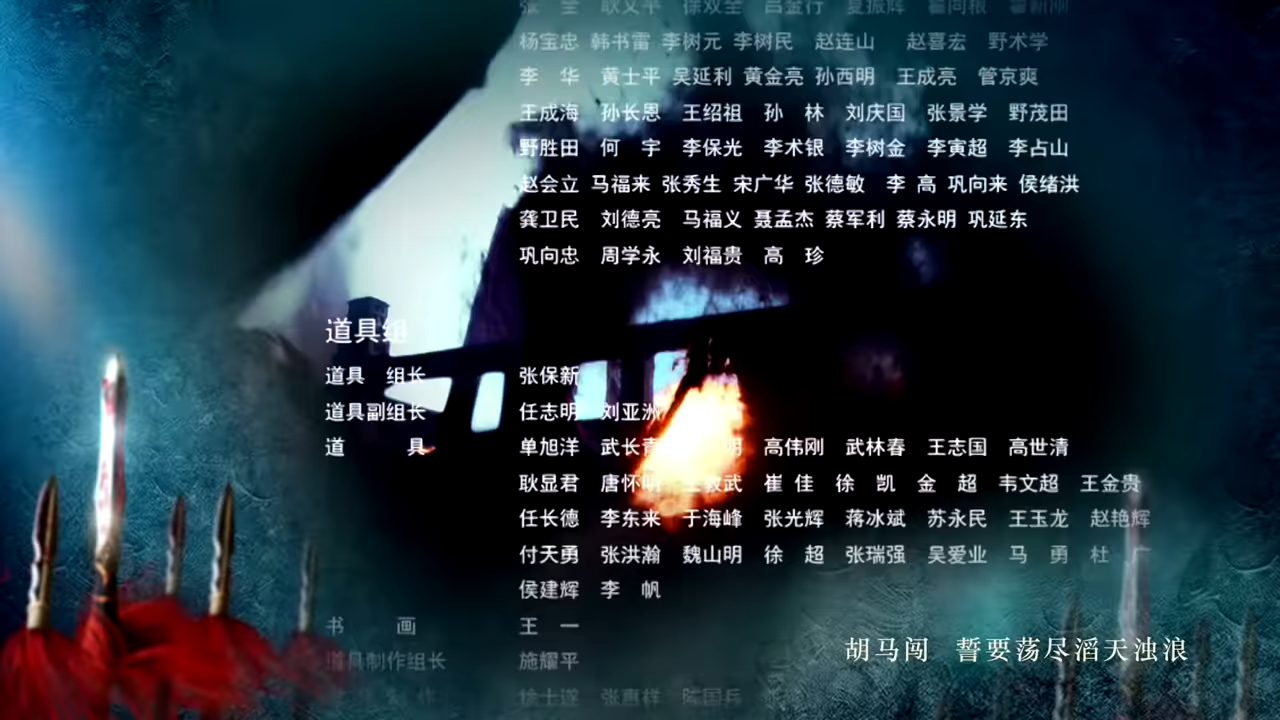 杨宝忠 韩书雷 李树元 李树民 赵连山 赵喜宏 野术学
李 华 黄士平 吴延利 黄金亮 孙西明 王成亮 管京爽
王成海 孙长恩 王绍祖 孙 林 刘庆国 张景学 野茂田
野胜田 何 宇 李保光 李术银 李树金 李寅超 李占山
赵会立 马福来 张秀生 宋广华 张德敏 李 高 巩向来 侯绪洪
龚卫民 刘德亮 马福义 聂孟杰 蔡军利 蔡永明 巩延东
巩向忠 周学永 刘福贵 高 珍
道具组
道具 组长 张保新
道具副组长 任志明 刘亚洲
道 具 单旭洋 武长青 高伟刚 武林春 王志国 高世清
耿显君 唐怀明 崔 佳 徐 凯 金 超 韦文超 王金贵
任长德 李东来 于海峰 张光辉 蒋冰斌 苏永民 王玉龙 赵艳辉
付天勇 张洪瀚 魏山明 徐 超 张瑞强 吴爱业 马 勇 杜 广
侯建辉 李 帆
书 画 王 一
道具制作组长 施耀平
胡马闯 誓要荡尽滔天浊浪